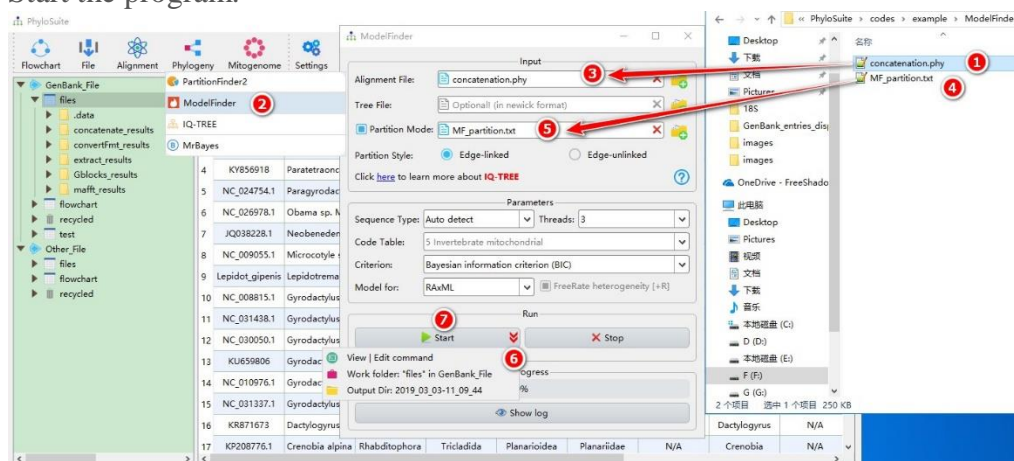 Start the program.
PhyloSuite
Flowchart File Alignment Phylogeny Mitogenome Settings
GenBank_File
files
.data
concatenate_results
convertFmt_results
extract_results
Gblocks_results
mafft_results
flowchart
recycled
test
Other_File
files
flowchart
recycled
PartitionFinder2
ModelFinder
2
IQ-TREE
MrBayes
4 KY856918 Paratetraonc
5 NC_024754.1 Paragyrodac
6 NC_026978.1 Obama sp. M
7 JQ038228.1 Neobeneden
8 NC_009055.1 Microcotyle s
9 Lepidot_gipenis Lepidotrema
10 NC_008815.1 Gyrodactylus
11 NC_031438.1 Gyrodactylus
12 NC_030050.1 Gyrodactylus
13 KU659806 Gyrodac
14 NC_010976.1 Gyrodac
15 NC_031337.1 Gyrodactylus
16 KR871673 Dactylogyrus
Dactylogyrus N/A
17 KP208776.1 Crenobia alpina Rhabditophora Tricladida Planarioidea Planariidae N/A Crenobia N/A
ModelFinder
Input
Alignment File: concatenation.phy
3
Tree File: Optional! (in newick format)
Partition Mode: MF_partition.txt
5
Partition Style: Edge-linked Edge-unlinked
Click here to learn more about IQ-TREE
Parameters
Sequence Type: Auto detect Threads: 3
Code Table: 5 Invertebrate mitochondrial
Criterion: Bayesian information criterion (BIC)
Model for: RAxML FreeRate heterogeneity [+R]
Run
7
Start Stop
6
View | Edit command
Work folder: "files" in GenBank_File
Output Dir: 2019_03_03-11_09_44
ogress
%
Show log
« PhyloSuite › codes › example › ModelFinde
Desktop
下载
文档
Pictures
18S
GenBank_entries_disp
images
images
OneDrive - FreeShado
此电脑
Desktop
Pictures
视频
文档
下载
音乐
本地磁盘 (C:)
D (D:)
本地磁盘 (E:)
F (F:)
G (G:)
名称
concatenation.phy
1
MF_partition.txt
4
2 个项目 选中 1 个项目 250 KB